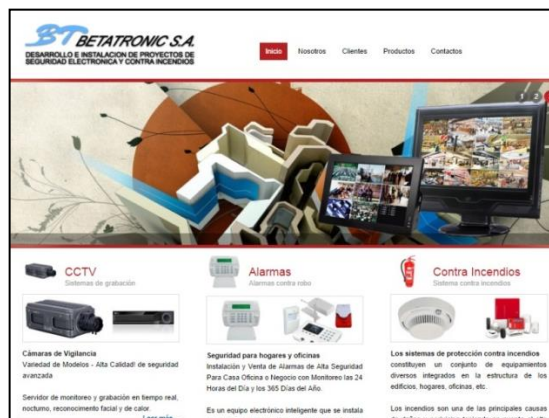 BT BETATRONIC S.A.
DESARROLLO E INSTALACION DE PROYECTOS DE
SEGURIDAD ELECTRONICA Y CONTRA INCENDIOS
Inicio Nosotros Clientes Productos Contactos
1 2
CCTV
Sistemas de grabación
Cámaras de Vigilancia
Variedad de Modelos - Alta Calidad! de seguridad
avanzada
Servidor de monitoreo y grabación en tiempo real,
nocturno, reconocimiento facial y de calor.
Alarmas
Alarmas contra robo
Seguridad para hogares y oficinas
Instalación y Venta de Alarmas de Alta Seguridad
Para Casa Oficina o Negocio con Monitoreo las 24
Horas del Día y los 365 Días del Año.
Es un equipo electrónico inteligente que se instala
Contra Incendios
Sistema contra incendios
Los sistemas de protección contra incendios
constituyen un conjunto de equipamientos
diversos integrados en la estructura de los
edificios, hogares, oficinas, etc.
Los incendios son una de las principales causas